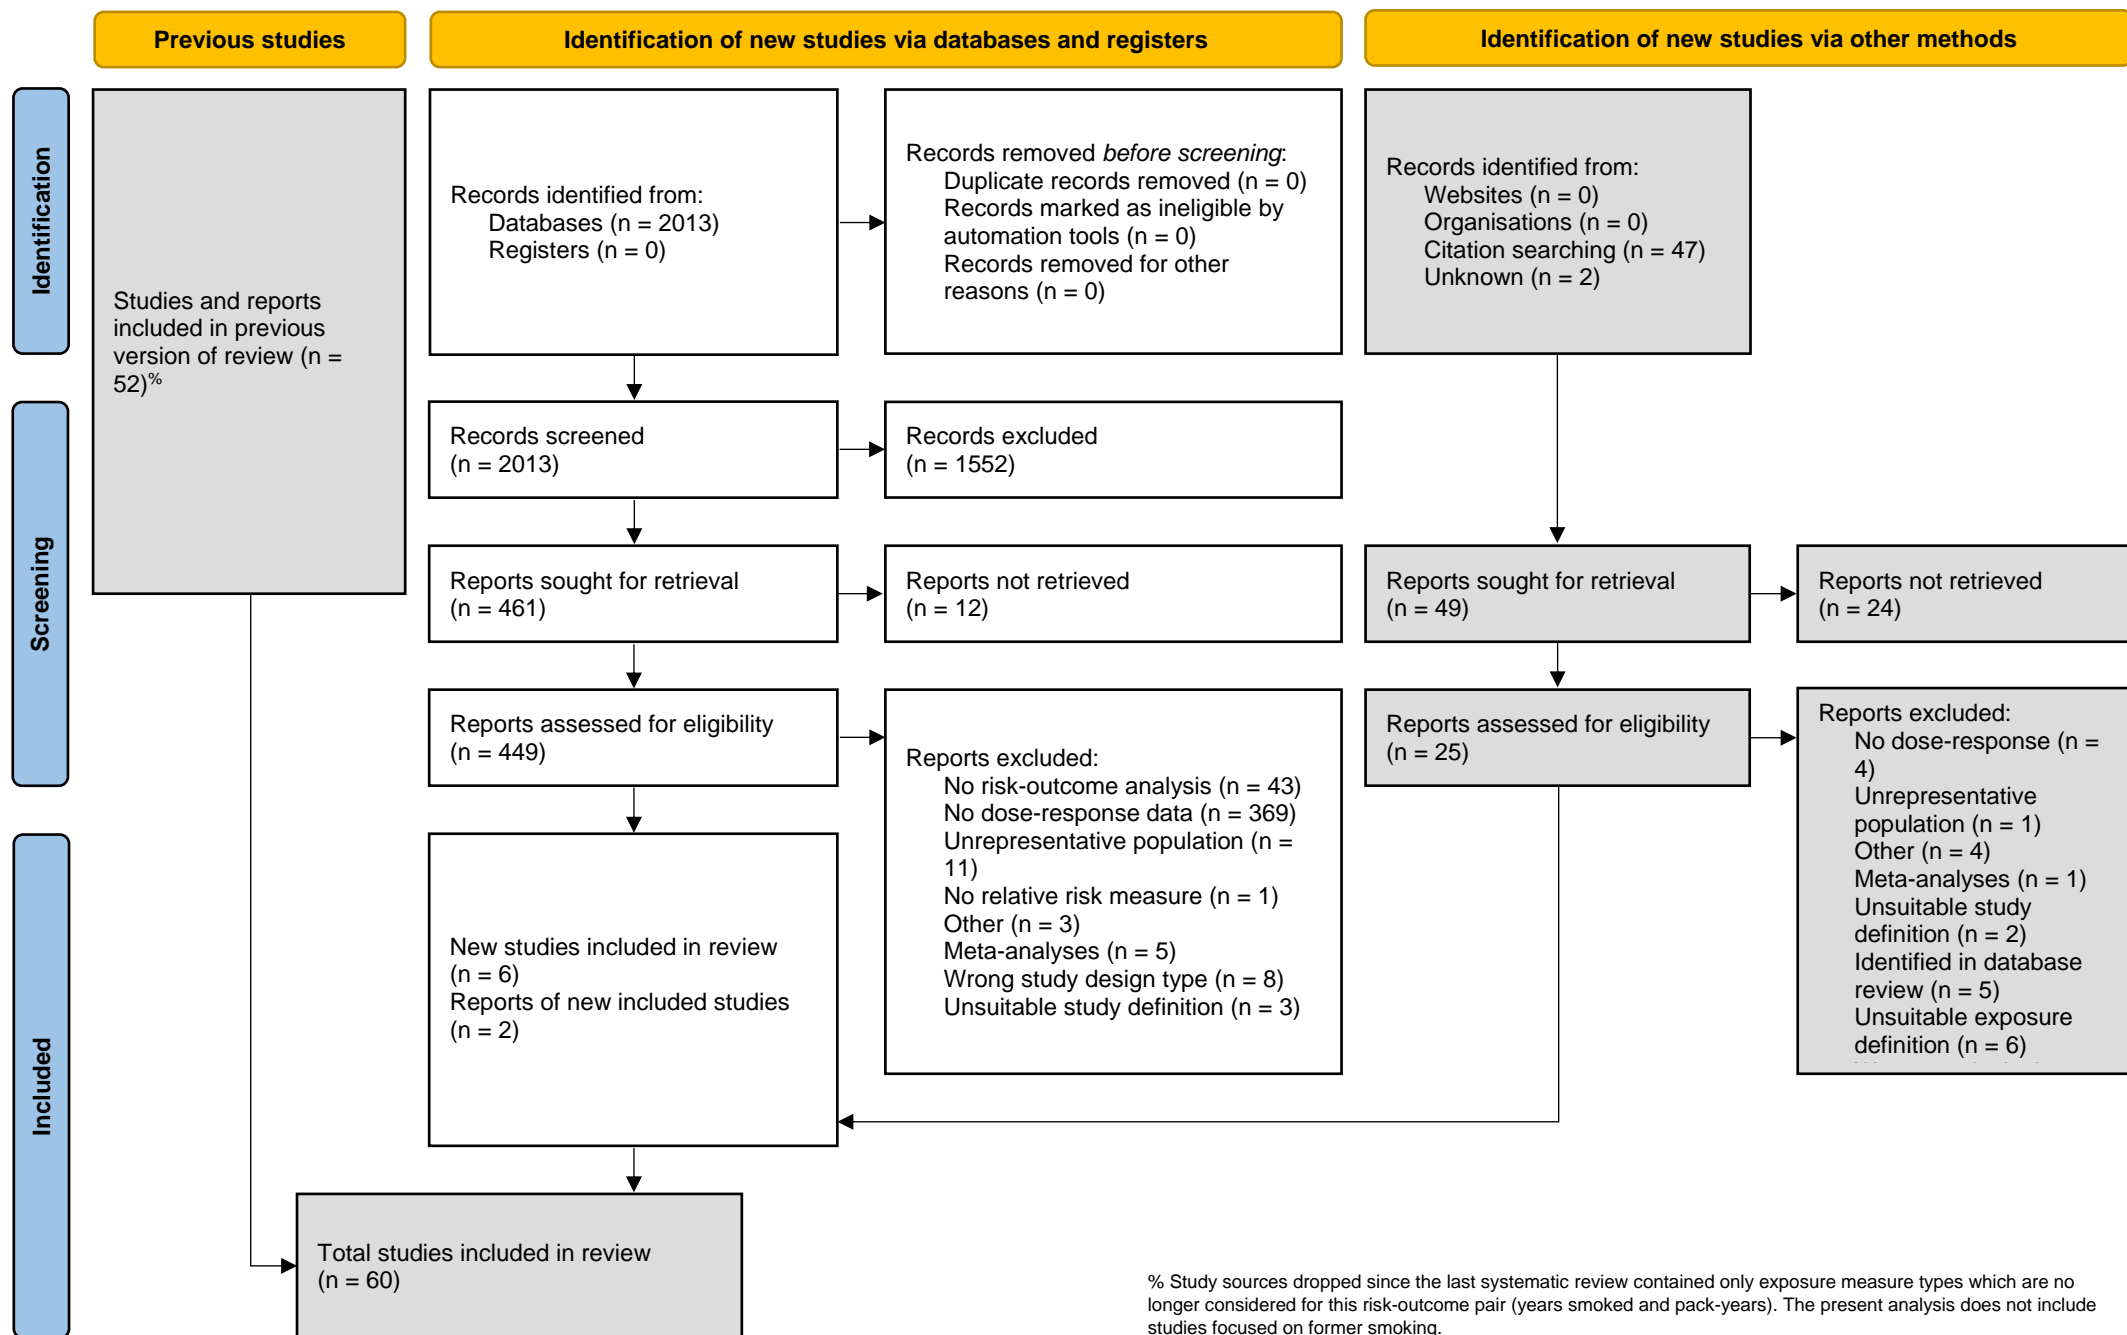 Previous studies
Identification of new studies via databases and registers
Identification of new studies via other methods
Identification
Studies and reports
included in previous
version of review (n =
52)%
Records identified from:
Databases (n = 2013)
Registers (n = 0)
Records removed before screening:
Duplicate records removed (n = 0)
Records marked as ineligible by
automation tools (n = 0)
Records removed for other
reasons (n = 0)
Records identified from:
Websites (n = 0)
Organisations (n = 0)
Citation searching (n = 47)
Unknown (n = 2)
Screening
Records screened
(n = 2013)
Records excluded
(n = 1552)
Reports sought for retrieval
(n = 461)
Reports not retrieved
(n = 12)
Reports sought for retrieval
(n = 49)
Reports not retrieved
(n = 24)
Reports assessed for eligibility
(n = 449)
Reports excluded:
No risk-outcome analysis (n = 43)
No dose-response data (n = 369)
Unrepresentative population (n =
11)
No relative risk measure (n = 1)
Other (n = 3)
Meta-analyses (n = 5)
Wrong study design type (n = 8)
Unsuitable study definition (n = 3)
Reports assessed for eligibility
(n = 25)
Reports excluded:
No dose-response (n =
4)
Unrepresentative
population (n = 1)
Other (n = 4)
Meta-analyses (n = 1)
Unsuitable study
definition (n = 2)
Identified in database
review (n = 5)
Unsuitable exposure
definition (n = 6)
Included
New studies included in review
(n = 6)
Reports of new included studies
(n = 2)
Total studies included in review
(n = 60)
% Study sources dropped since the last systematic review contained only exposure measure types which are no
longer considered for this risk-outcome pair (years smoked and pack-years). The present analysis does not include
studies focused on former smoking.